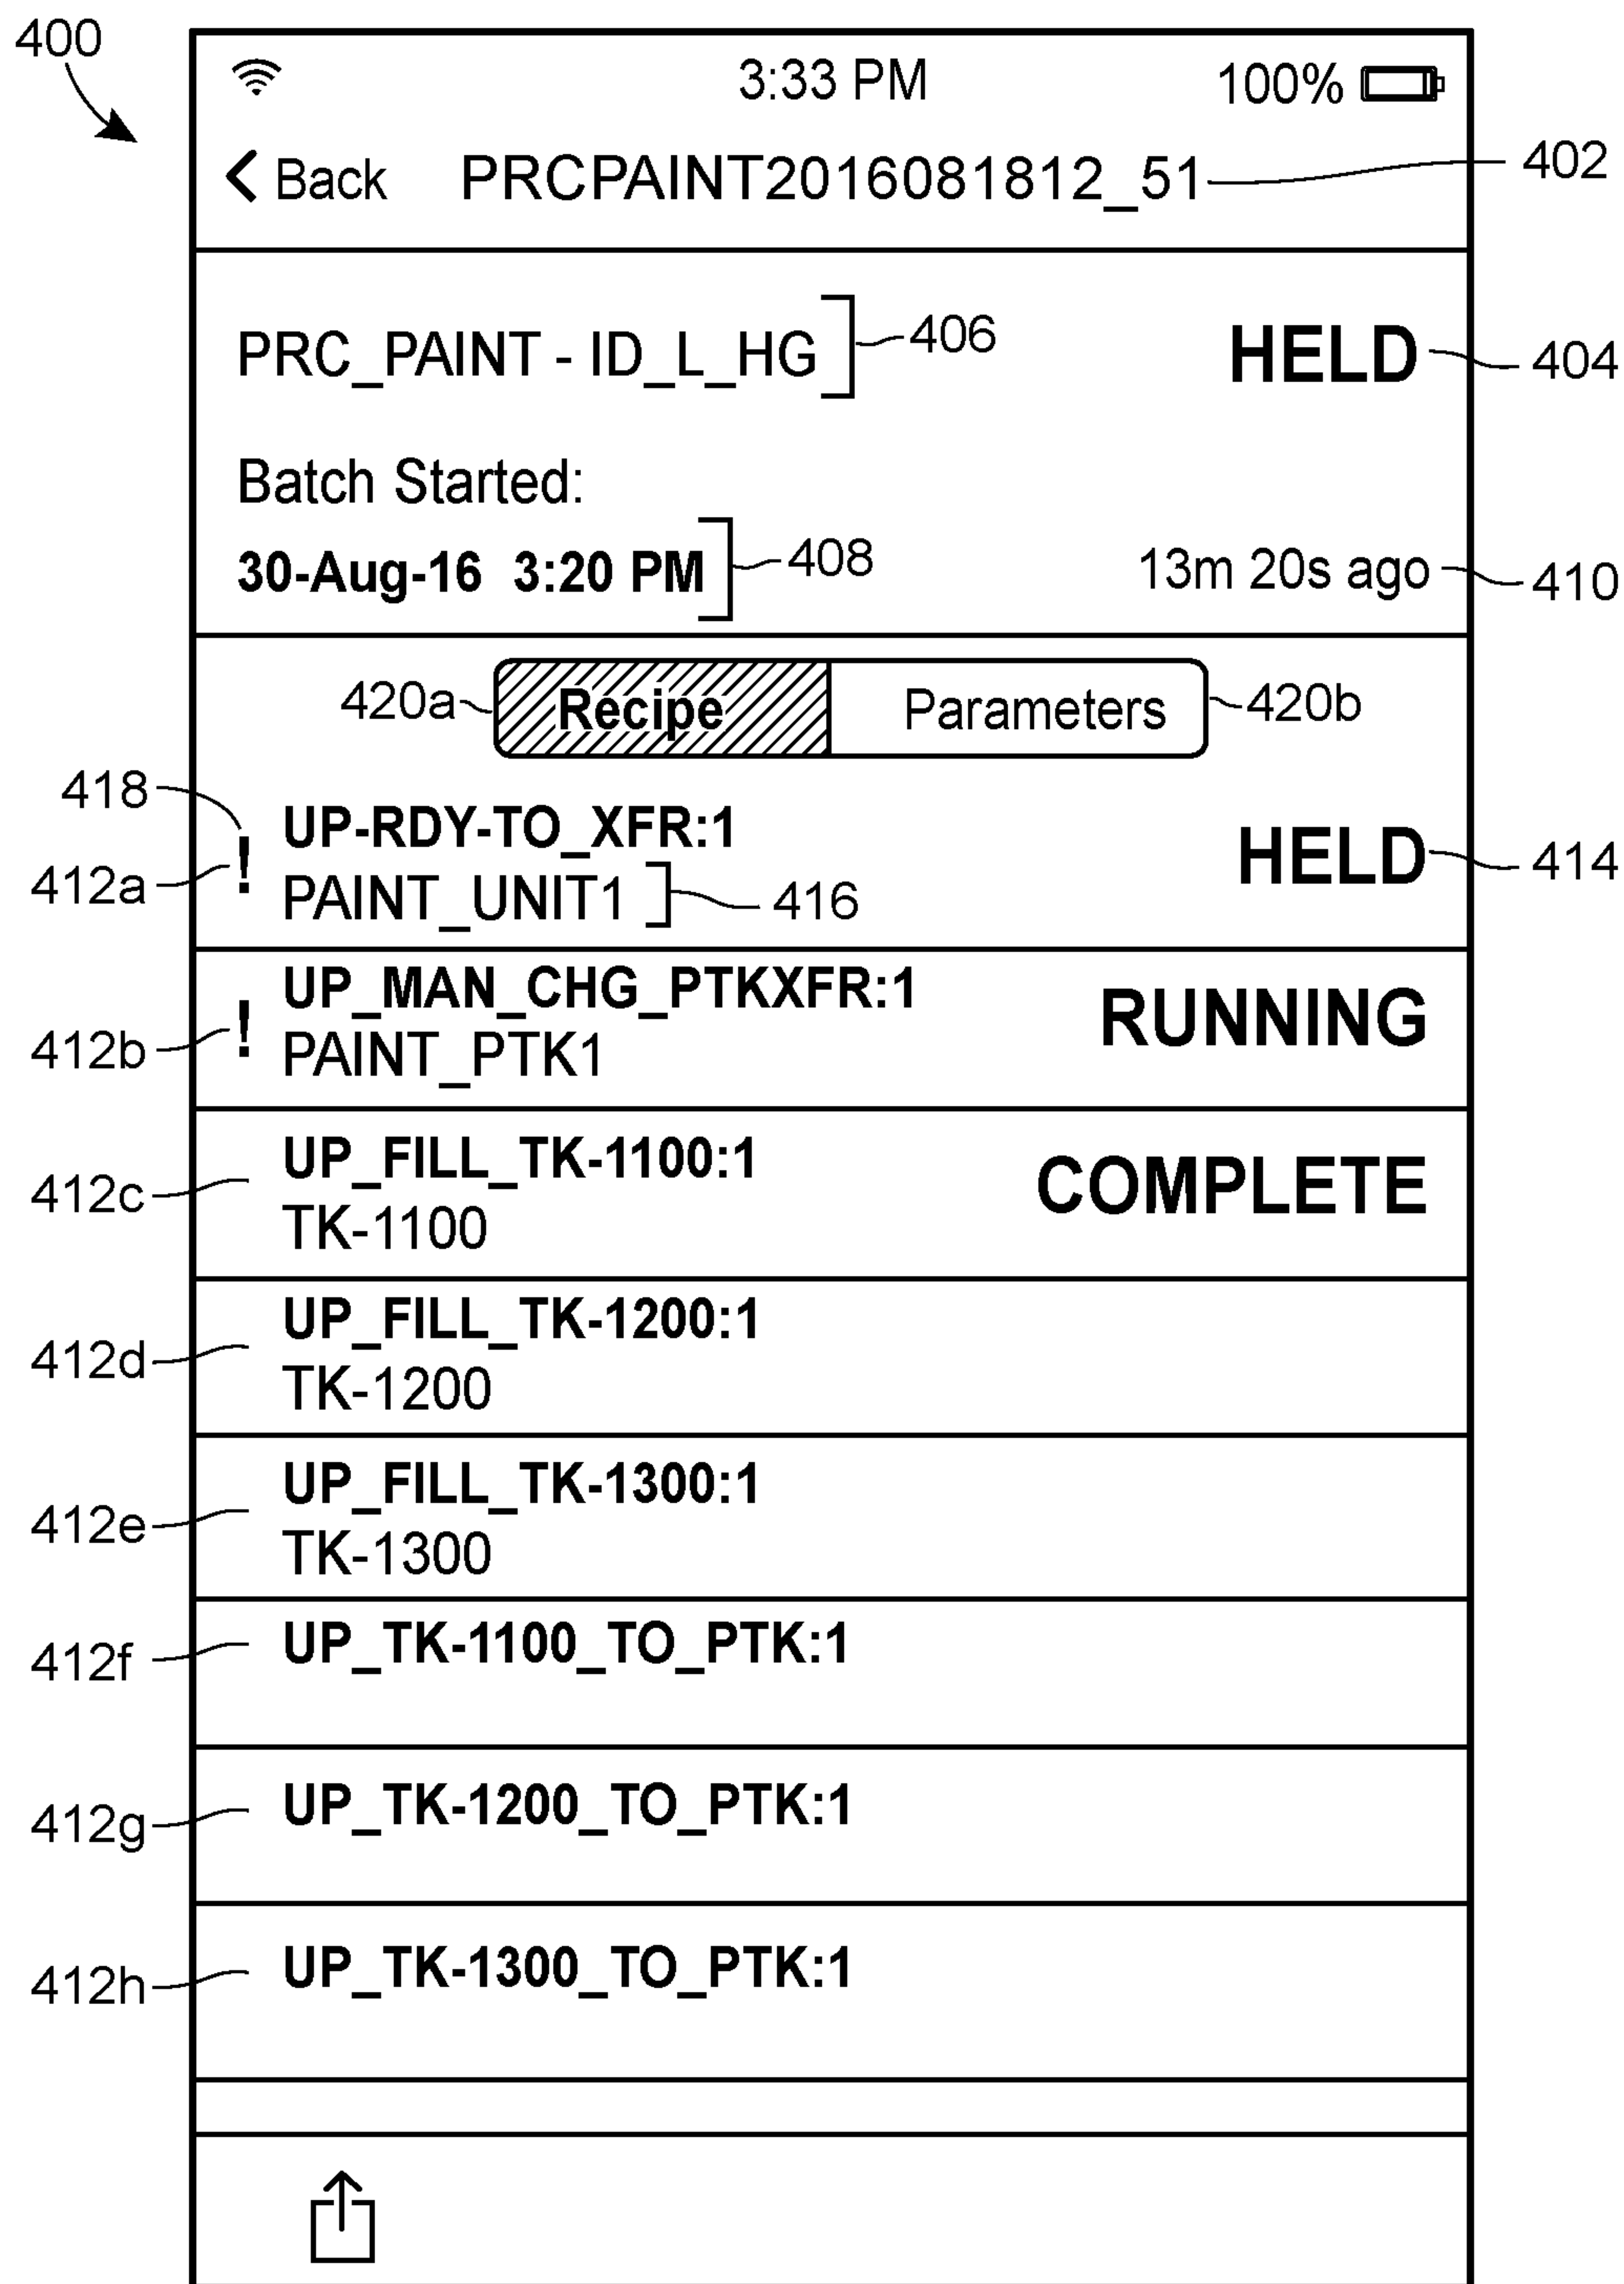 400
3:33 PM 100%
Back PRCPAINT2016081812_51 402
PRC_PAINT - ID_L_HG 406 HELD 404
Batch Started:
30-Aug-16 3:20 PM 408 13m 20s ago 410
420a Recipe Parameters 420b
418
UP-RDY-TO_XFR:1
412a ! PAINT_UNIT1 416 HELD 414
UP_MAN_CHG_PTKXFR:1
412b ! PAINT_PTK1 RUNNING
UP_FILL_TK-1100:1
412c TK-1100 COMPLETE
UP_FILL_TK-1200:1
412d TK-1200
UP_FILL_TK-1300:1
412e TK-1300
412f UP_TK-1100_TO_PTK:1
412g UP_TK-1200_TO_PTK:1
412h UP_TK-1300_TO_PTK:1